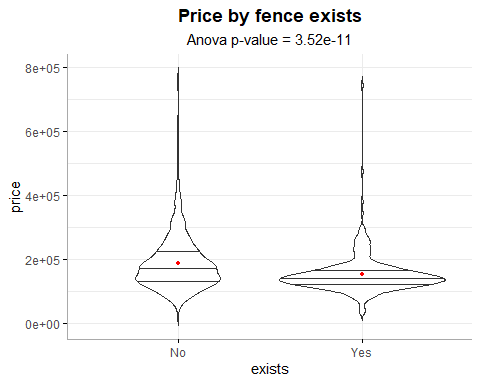 Price by fence exists
Anova p-value = 3.52e-11
8e+05
6e+05
4e+05
2e+05
0e+00
price
No
Yes
exists